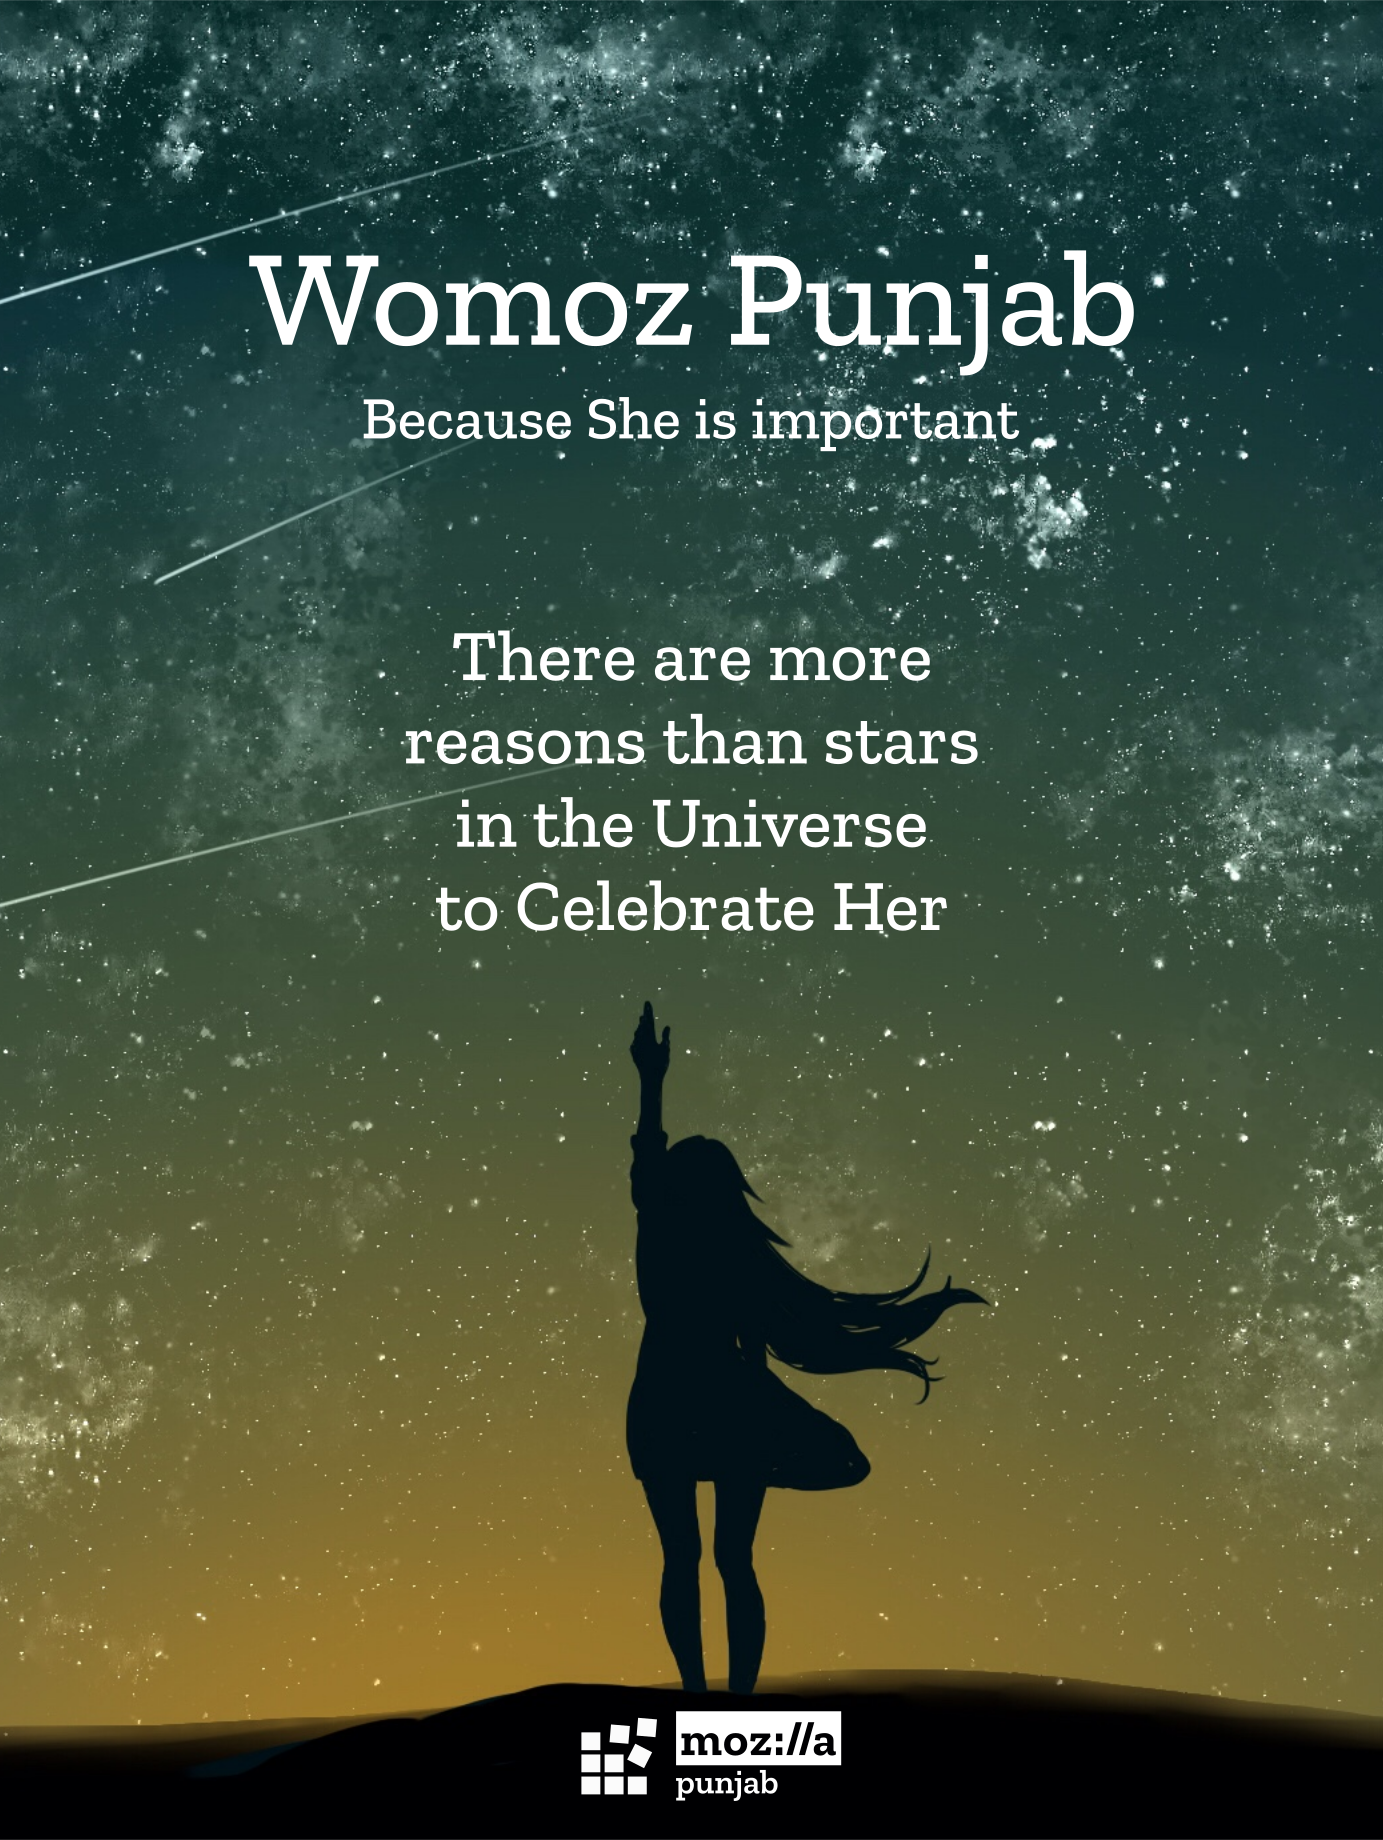 Womoz Punjab
Because She is important
There are more
reasons than stars
in the Universe
to Celebrate Her
moz://a
punjab